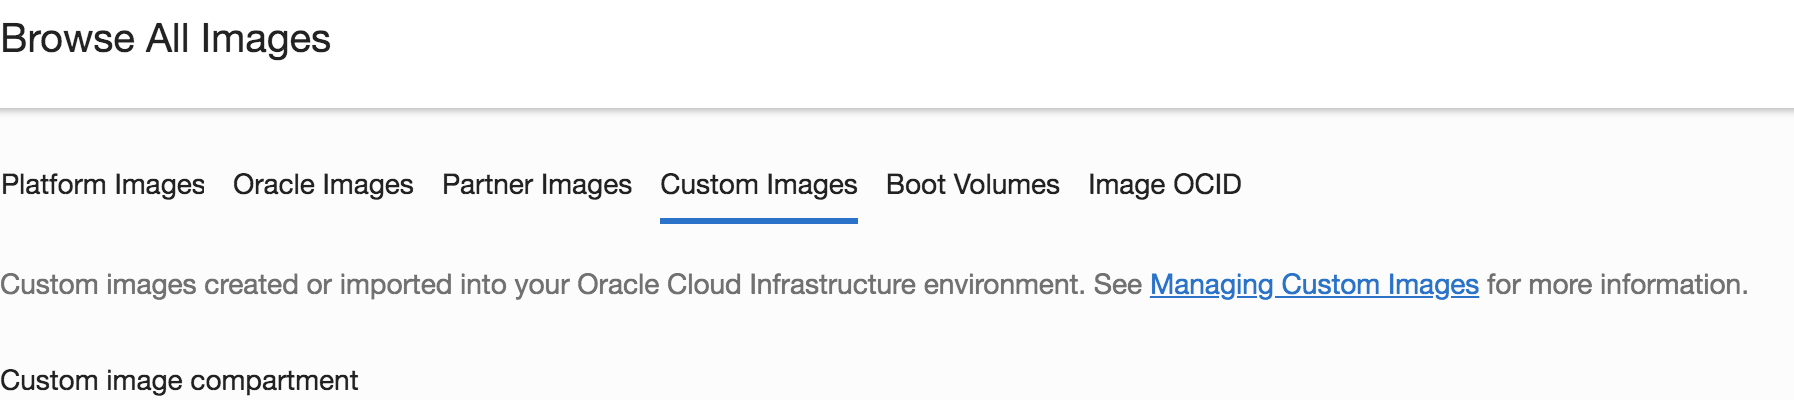 Browse All Images
Platform Images Oracle Images Partner Images Custom Images Boot Volumes Image OCID
Custom images created or imported into your Oracle Cloud Infrastructure environment. See Managing Custom Images for more information.
Custom image compartment